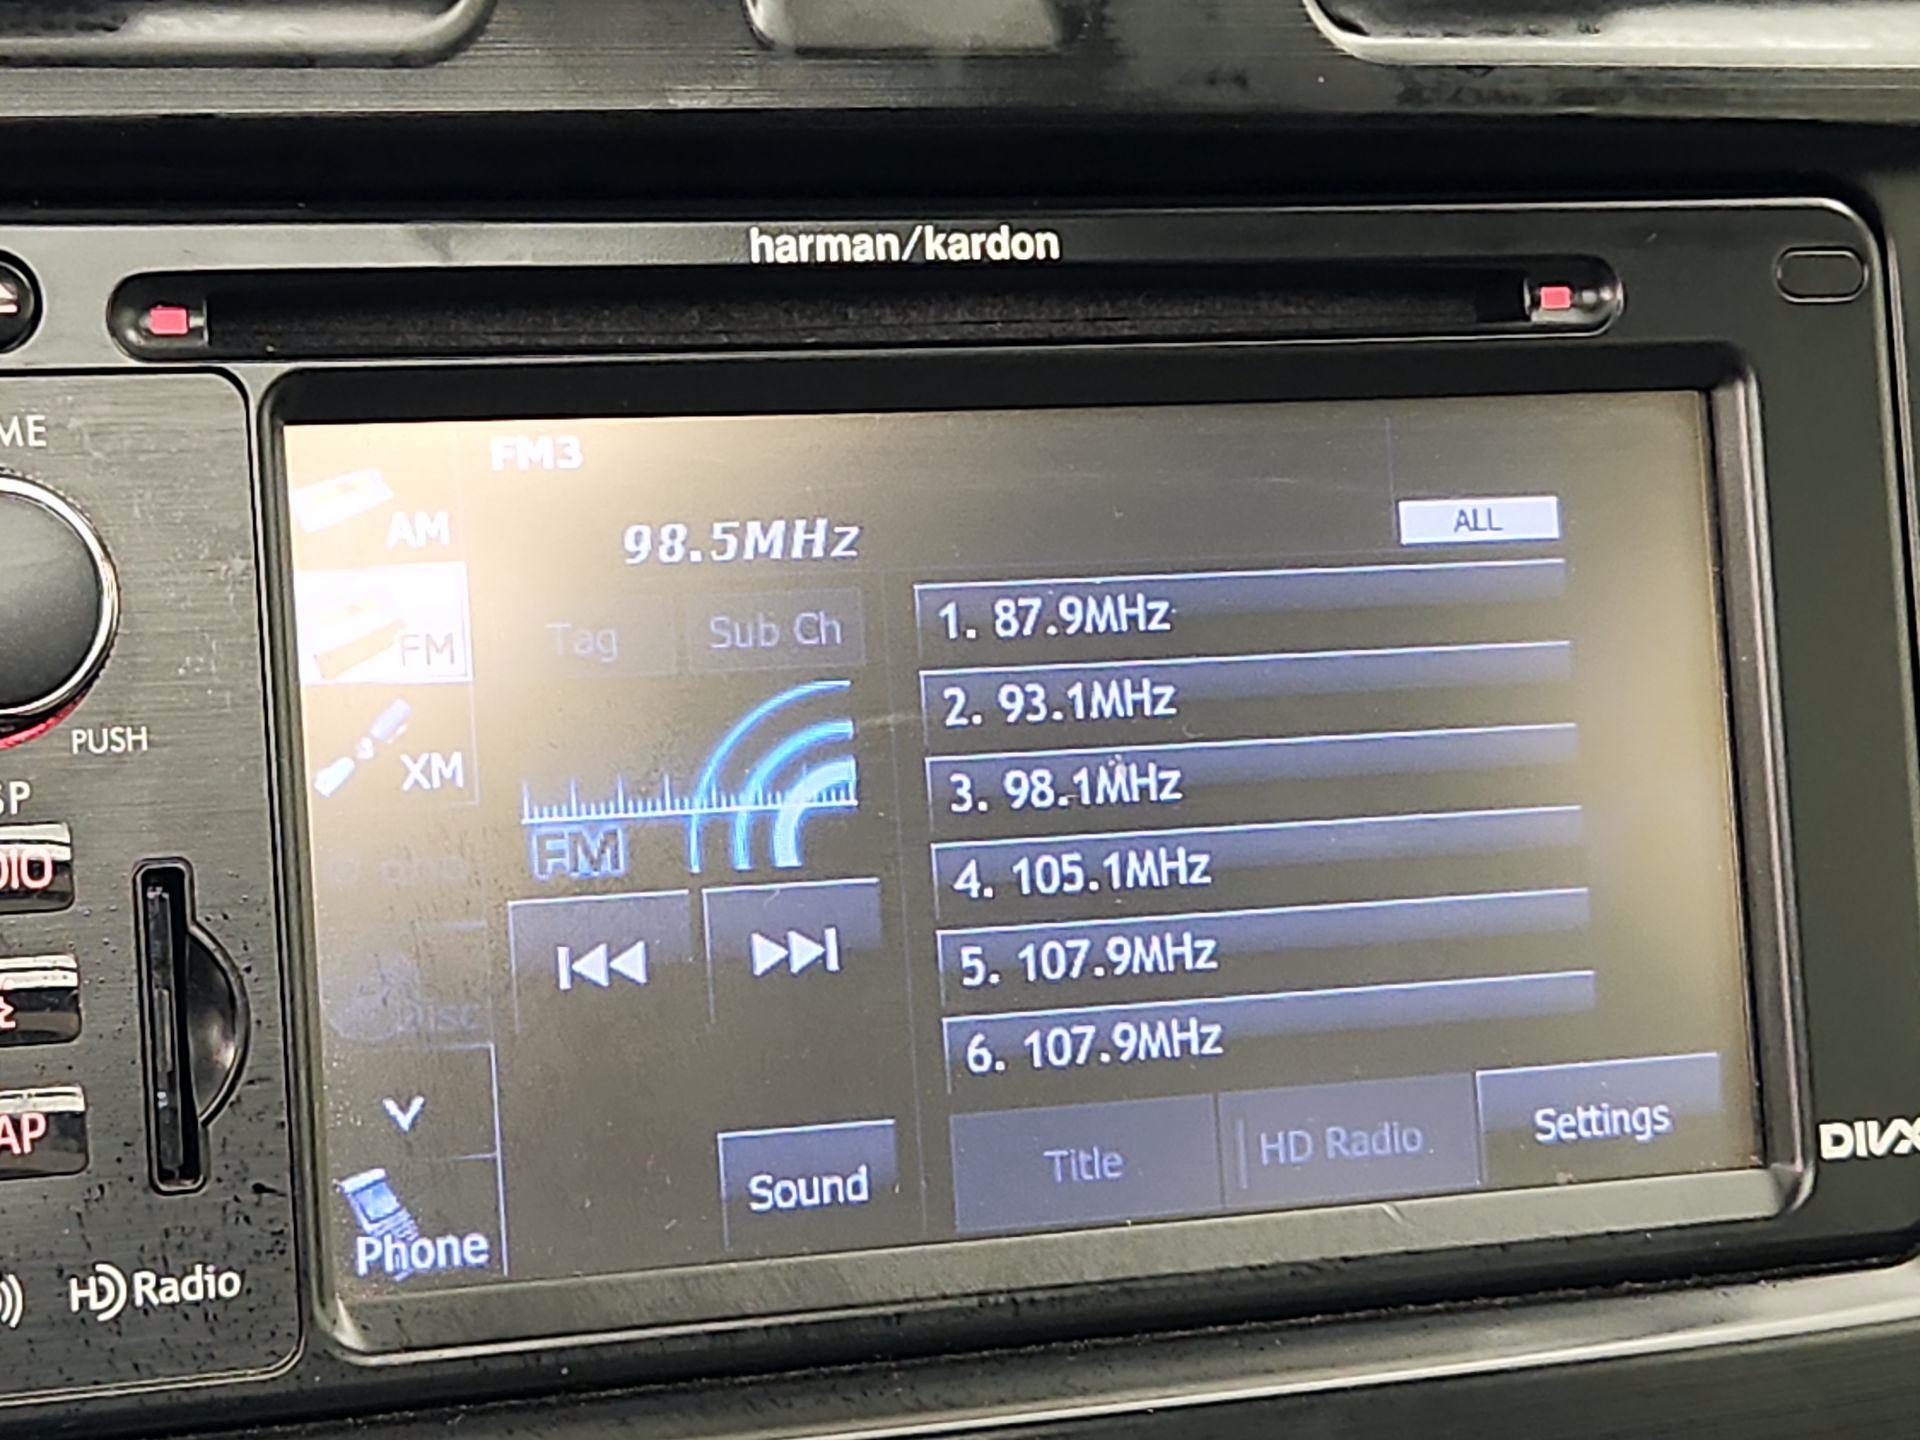 harman/kardon
FM3
AM
98.5MHz
ALL
FM
Tag
Sub Ch
1. 87.9MHz
2. 93.1MHz
XM
3. 98.1MHz
FM
4. 105.1MHz
5. 107.9MHz
Disc
6. 107.9MHz
Sound
Title
HD Radio
Settings
Phone
PUSH
HD Radio